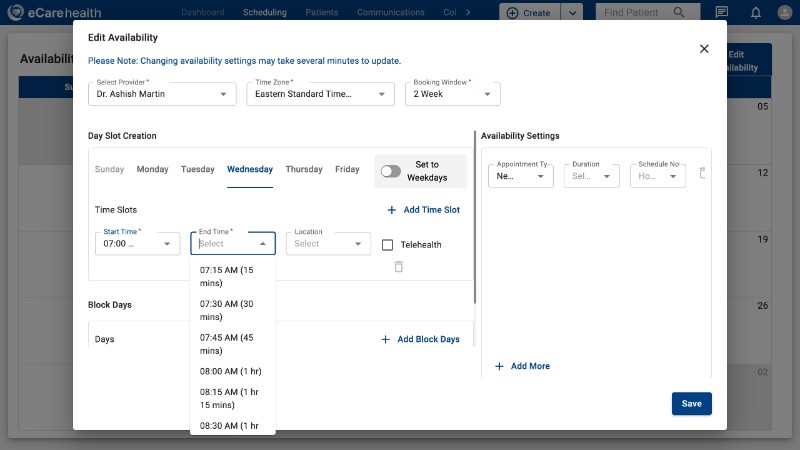 eCarehealth
Dashboard
Scheduling
Patients
Communications
Col
Create
Find Patient
Availabili
Edit
ilability
Su
05
12
19
26
02
Edit Availability
Please Note: Changing availability settings may take several minutes to update.
Select Provider *
Dr. Ashish Martin
Time Zone *
Eastern Standard Time...
Booking Window *
2 Week
Day Slot Creation
Sunday
Monday
Tuesday
Wednesday
Thursday
Friday
Set to
Weekdays
Time Slots
Add Time Slot
Start Time *
07:00 ...
End Time *
Select
Location
Select
Telehealth
07:15 AM (15
mins)
07:30 AM (30
mins)
07:45 AM (45
mins)
08:00 AM (1 hr)
08:15 AM (1 hr
15 mins)
08:30 AM (1 hr
Block Days
Days
Add Block Days
Availability Settings
Appointment Ty
Ne...
Duration
Sel...
Schedule No
Ho...
Add More
Save